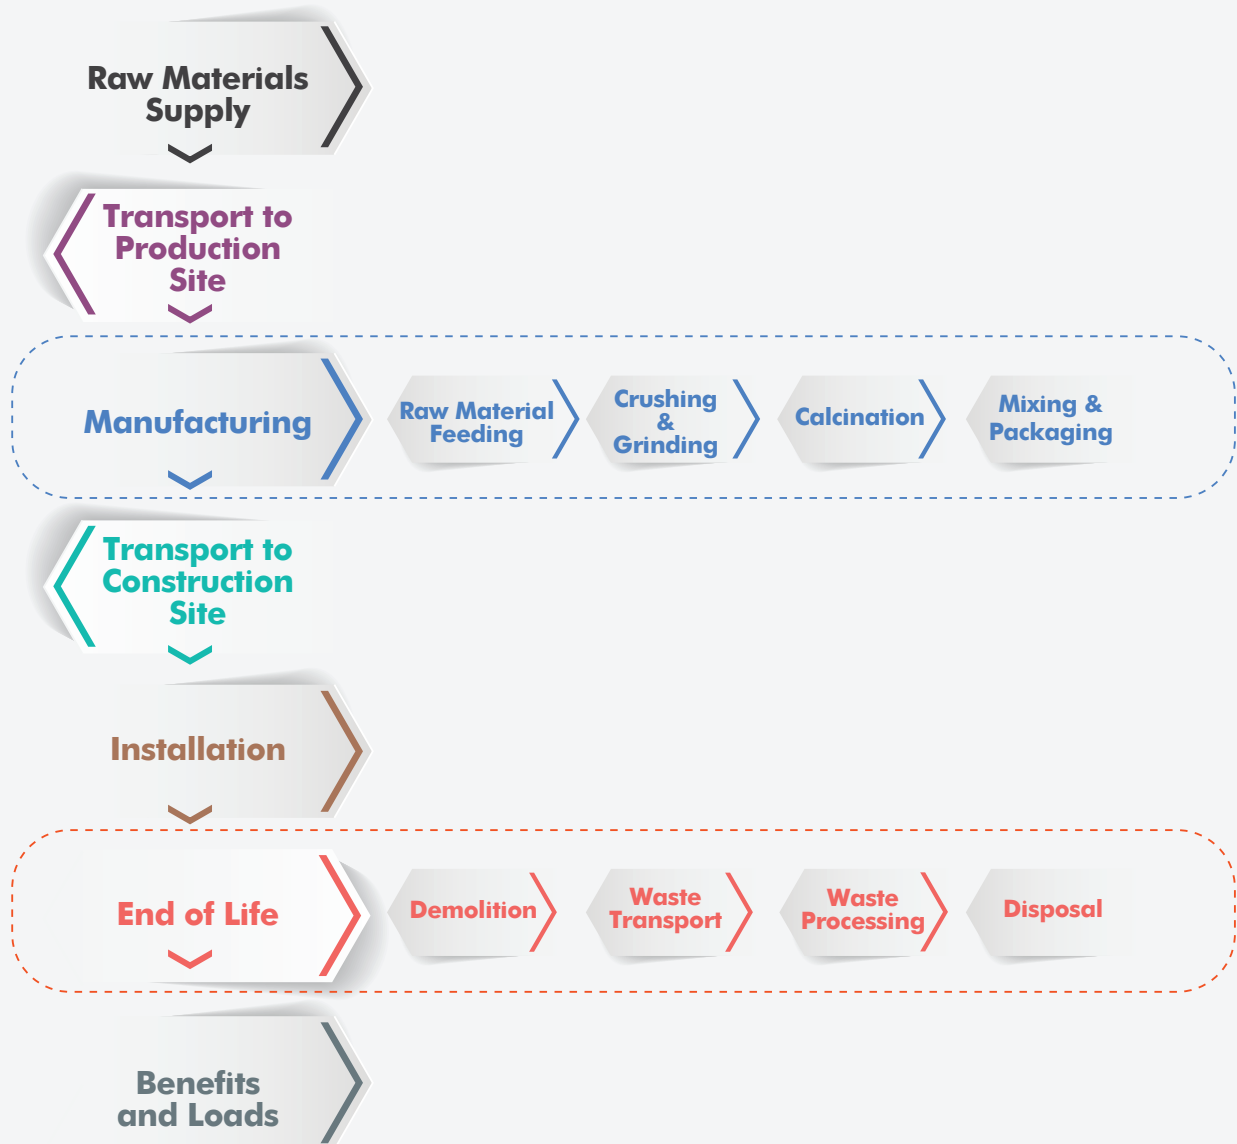 Raw Materials
Supply
Transport to
Production
Site
Manufacturing
Raw Material
Feeding
Crushing
&
Grinding
Calcination
Mixing &
Packaging
Transport to
Construction
Site
Installation
End of Life
Demolition
Waste
Transport
Waste
Processing
Disposal
Benefits
and Loads